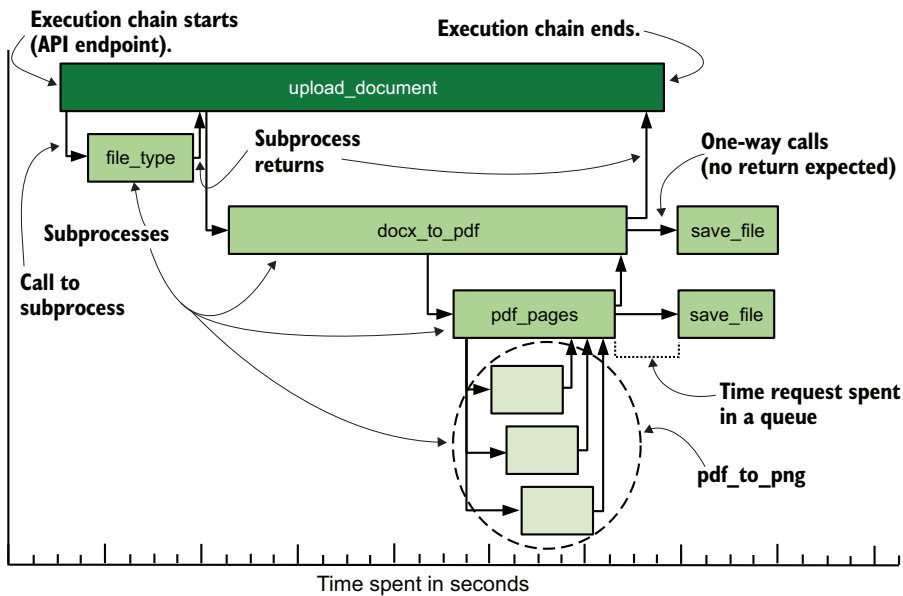 Execution chain starts
(API endpoint).
Execution chain ends.
upload_document
file_type
Subprocess
returns
One-way calls
(no return expected)
Subprocesses
docx_to_pdf
save_file
Call to
subprocess
pdf_pages
save_file
Time request spent
in a queue
pdf_to_png
Time spent in seconds